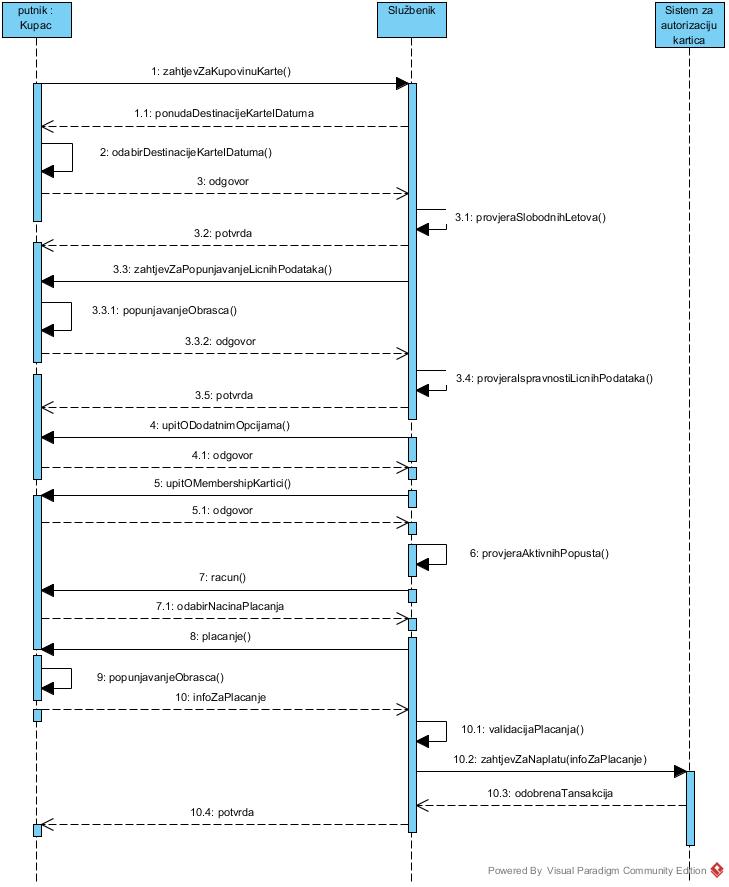 putnik :
Kupac
Službenik
Sistem za
autorizaciju
kartica
1: zahtjevZaKupovinuKarte()
1.1: ponudaDestinacijeKarteIDatuma
2: odabirDestinacijeKarteIDatuma()
3: odgovor
3.1: provjeraSlobodnihLetova()
3.2: potvrda
3.3: zahtjevZaPopunjavanjeLicnihPodataka()
3.3.1: popunjavanjeObrasca()
3.3.2: odgovor
3.4: provjeraIspravnostiLicnihPodataka()
3.5: potvrda
4: upitODodatnimOpcijama()
4.1: odgovor
5: upitOMembershipKartici()
5.1: odgovor
6: provjeraAktivnihPopusta()
7: racun()
7.1: odabirNacinaPlacanja
8: placanje()
9: popunjavanjeObrasca()
10: infoZaPlacanje
10.1: validacijaPlacanja()
10.2: zahtjevZaNaplatu(infoZaPlacanje)
10.3: odobrenaTansakcija
10.4: potvrda
Powered By Visual Paradigm Community Edition